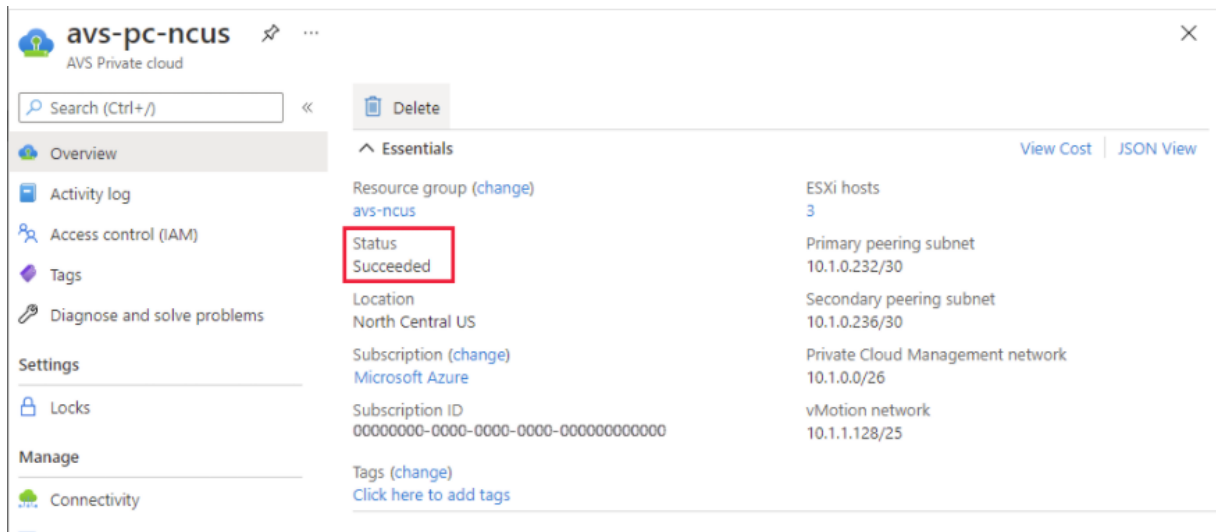 avs-pc-ncus
AVS Private cloud
Search (Ctrl+/)
Overview
Activity log
Access control (IAM)
Tags
Diagnose and solve problems
Settings
Locks
Manage
Connectivity
Delete
Essentials
View Cost
JSON View
Resource group (change)
avs-ncus
Status
Succeeded
Location
North Central US
Subscription (change)
Microsoft Azure
Subscription ID
00000000-0000-0000-0000-000000000000
Tags (change)
Click here to add tags
ESXi hosts
3
Primary peering subnet
10.1.0.232/30
Secondary peering subnet
10.1.0.236/30
Private Cloud Management network
10.1.0.0/26
vMotion network
10.1.1.128/25